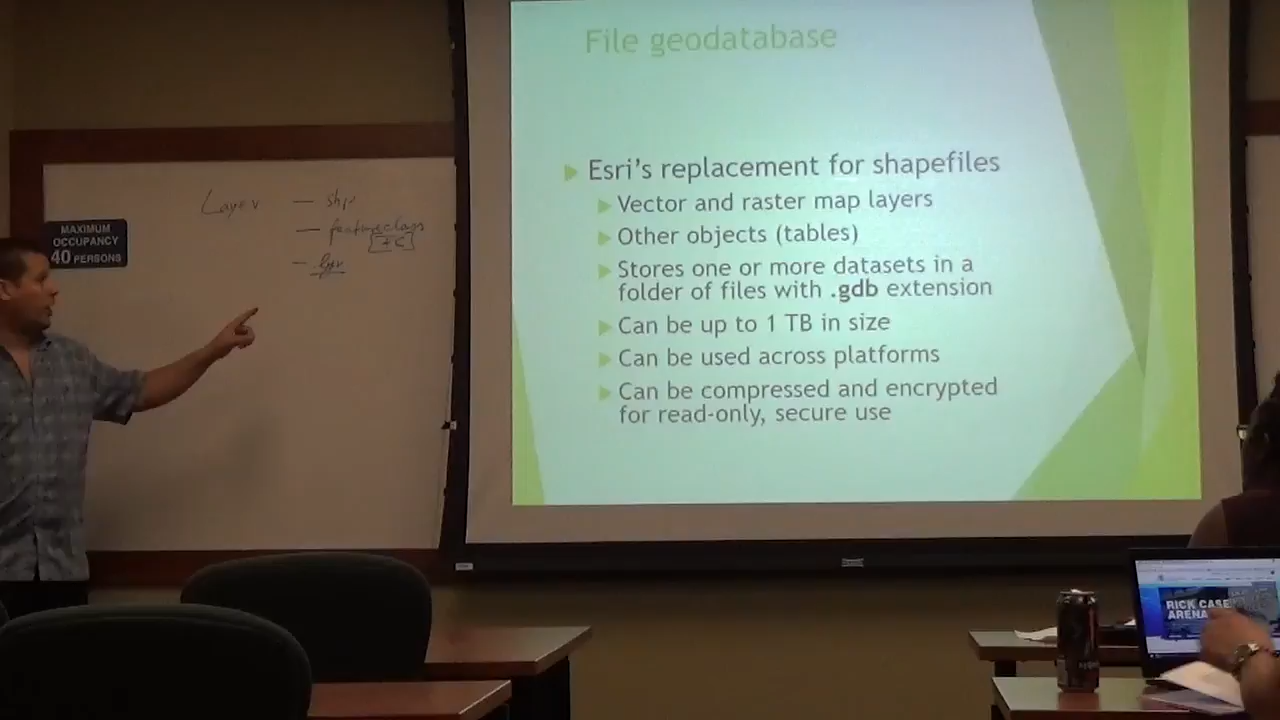 File geodatabase
Esri's replacement for shapefiles
Vector and raster map layers
Other objects (tables)
Stores one or more datasets in a
folder of files with .gdb extension
Can be up to 1 TB in size
Can be used across platforms
Can be compressed and encrypted
for read-only, secure use
Layer — shp
— feature class
FC
— .lyr
MAXIMUM
OCCUPANCY
40 PERSONS
RICK CASE
ARENA